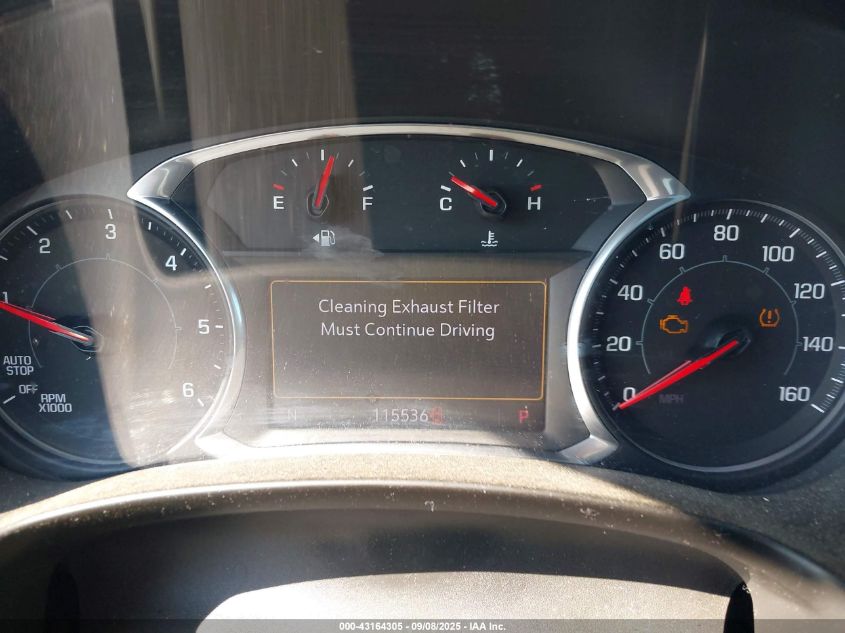 E F
C H
1 2 3 4 5 6
AUTO
STOP
OFF
RPM
X1000
Cleaning Exhaust Filter
Must Continue Driving
N
115536
P
0 20 40 60 80 100 120 140 160
MPH
000-43164305 - 09/08/2025 - IAA Inc.